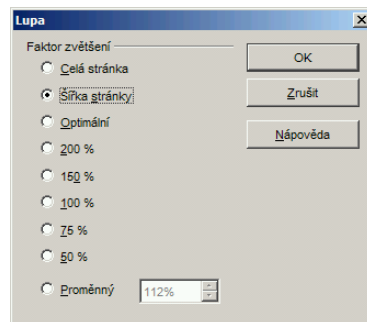 Lupa
Faktor zvětšení
Celá stránka
Šířka stránky
Optimální
200 %
150 %
100 %
75 %
50 %
Proměnný 112%
OK
Zrušit
Nápověda